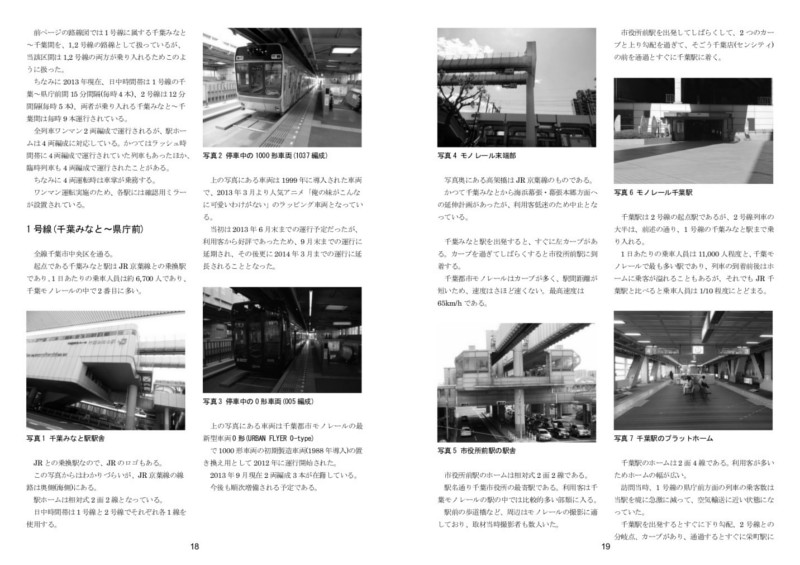 前ページの路線図では1号線に属する千葉みなと
～千葉間を、1,2号線の路線として扱っているが、
当該区間は1,2号線の両方が乗り入れるためこのよ
うに扱った。
ちなみに2013年現在、日中時間帯は1号線の千
葉～県庁前間15分間隔(毎時4本)、2号線は12分
間隔(毎時5本)、両者が乗り入れる千葉みなと～千
葉間は毎時9本運行されている。
全列車ワンマン2両編成で運行されるが、駅ホー
ムは4両編成に対応している。かつてはラッシュ時
間帯に4両編成で運行されていた列車もあったほか、
臨時列車も4両編成で運行されたことがある。
ちなみに4両運転時は車掌が乗務する。
ワンマン運転実施のため、各駅には確認用ミラー
が設置されている。
1号線(千葉みなと～県庁前)
全線千葉市中央区を通る。
起点である千葉みなと駅はJR京葉線との乗換駅
であり、1日あたりの乗車人員は約6,700人であり、
千葉モノレールの中で2番目に多い。
写真1 千葉みなと駅駅舎
JRとの乗換駅なので、JRのロゴもある。
この写真からはわかりづらいが、JR京葉線の線
路は奥側(海側)にある。
駅ホームは相対式2面2線となっている。
日中時間帯は1号線と2号線でそれぞれ各1線を
使用する。
写真2 停車中の1000形車両(1037編成)
上の写真にある車両は1999年に導入された車両
で、2013年3月より人気アニメ「俺の妹がこんな
に可愛いわけがない」のラッピング車両となってい
る。
当初は2013年6月末までの運行予定だったが、
利用客から好評であったため、9月末までの運行に
延期され、その後更に2014年3月までの運行に延
長されることとなった。
写真3 停車中の0形車両(005編成)
上の写真にある車両は千葉都市モノレールの最
新型車両0形(URBAN FLYER 0-type)
で1000形車両の初期製造車両(1988年導入)の置
き換え用として2012年に運行開始された。
2013年9月現在2両編成3本が在籍している。
今後も順次増備される予定である。
18
写真4 モノレール末端部
写真奥にある高架橋はJR京葉線のものである。
かつて千葉みなとから海浜幕張・幕張本郷方面へ
の延伸計画があったが、利用客低迷のため中止とな
っている。
千葉みなと駅を出発すると、すぐに左カーブがあ
る。カーブを過ぎてしばらくすると市役所前駅に到
着する。
千葉都市モノレールはカーブが多く、駅間距離が
短いため、速度はさほど速くない。最高速度は
65km/hである。
写真5 市役所前駅の駅舎
市役所前駅のホームは相対式2面2線である。
駅名通り千葉市役所の最寄駅である。利用客は千
葉モノレールの駅の中では比較的多い部類に入る。
駅前の歩道橋など、周辺はモノレールの撮影に適
しており、取材当時撮影者も数人いた。
市役所前駅を出発してしばらくして、2つのカー
ブと上り勾配を過ぎて、そごう千葉店(センシティ)
の前を通過とすぐに千葉駅に着く。
写真6 モノレール千葉駅
千葉駅は2号線の起点駅であるが、2号線列車の
大半は、前述の通り、1号線の千葉みなと駅まで乗
り入れる。
1日あたりの乗車人員は11,000人程度と、千葉モ
ノレールで最も多い駅であり、列車の到着前後はホ
ームに乗客が溢れることもあるが、それでもJR千
葉駅と比べると乗車人員は1/10程度にとどまる。
写真7 千葉駅のプラットホーム
千葉駅のホームは2面4線である。利用客が多い
ためホームの幅が広い。
訪問当時、1号線の県庁前方面の列車の乗客数は
当駅を境に急激に減って、空気輸送に近い状態にな
っていた。
千葉駅を出発するとすぐに下り勾配、2号線との
分岐点、カーブがあり、通過するとすぐに栄町駅に
19